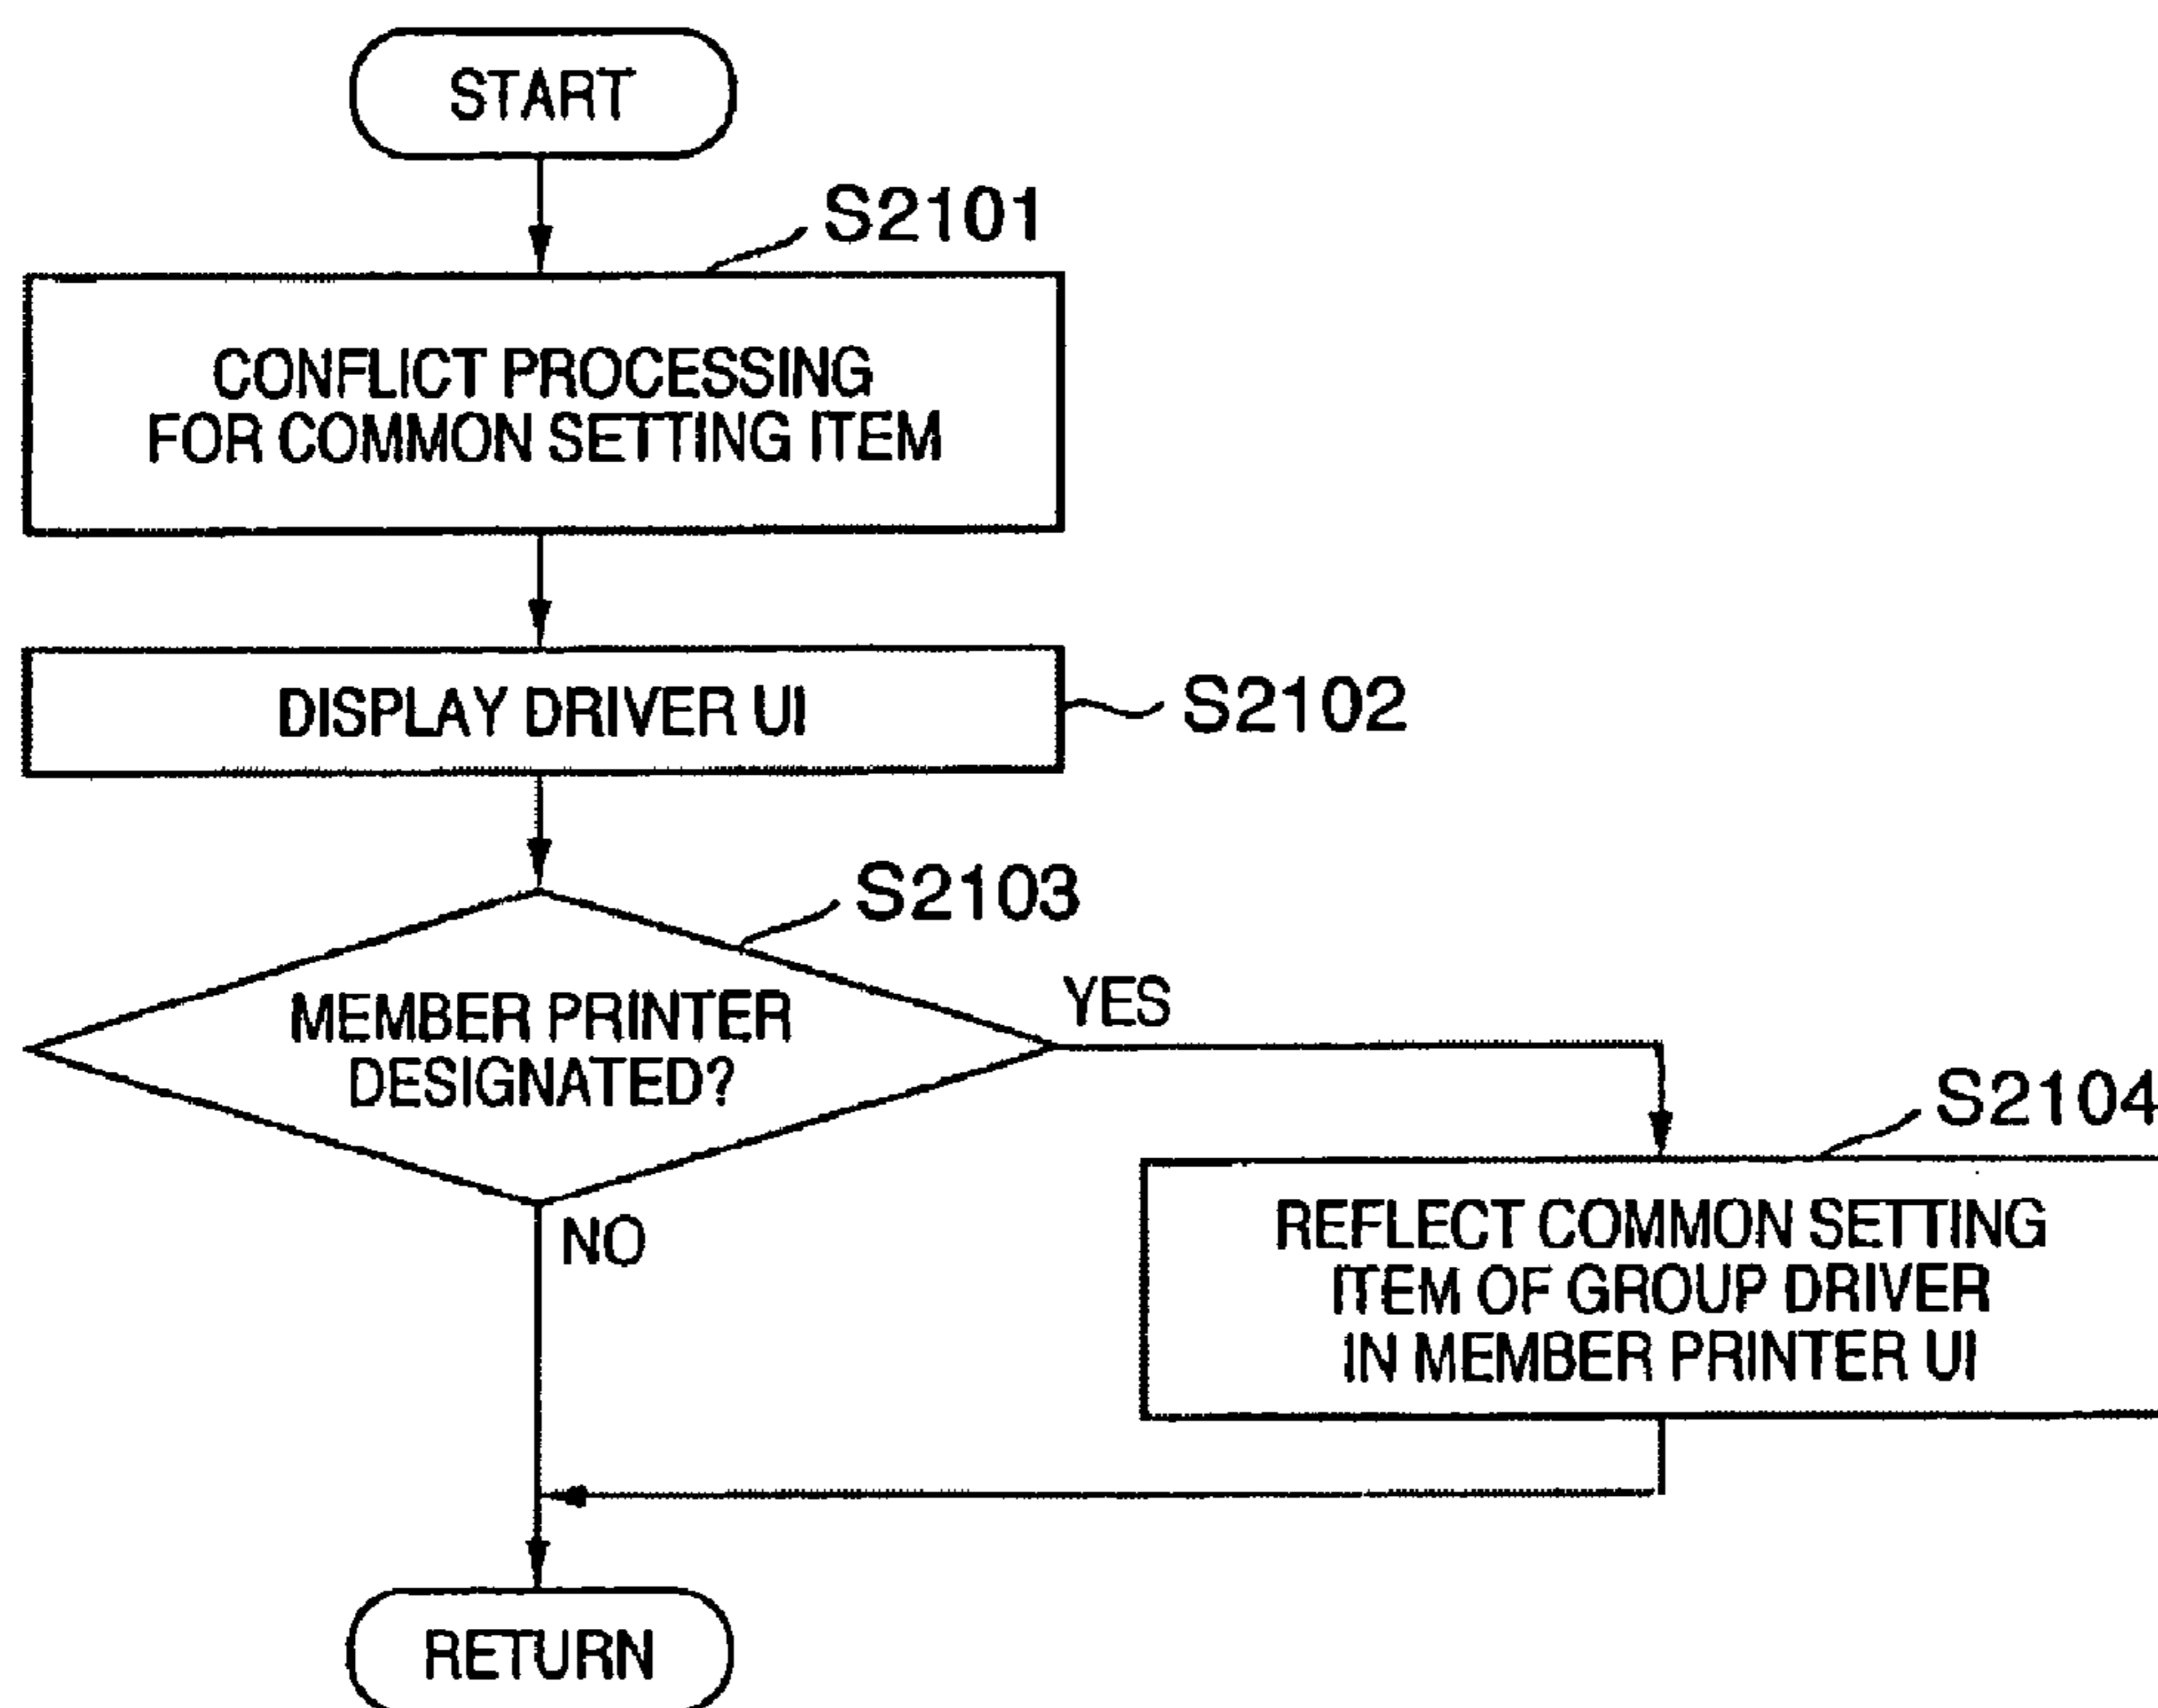 START
S2101
CONFLICT PROCESSING
FOR COMMON SETTING ITEM
DISPLAY DRIVER UI
S2102
S2103
MEMBER PRINTER
DESIGNATED?
YES
NO
S2104
REFLECT COMMON SETTING
ITEM OF GROUP DRIVER
IN MEMBER PRINTER UI
RETURN